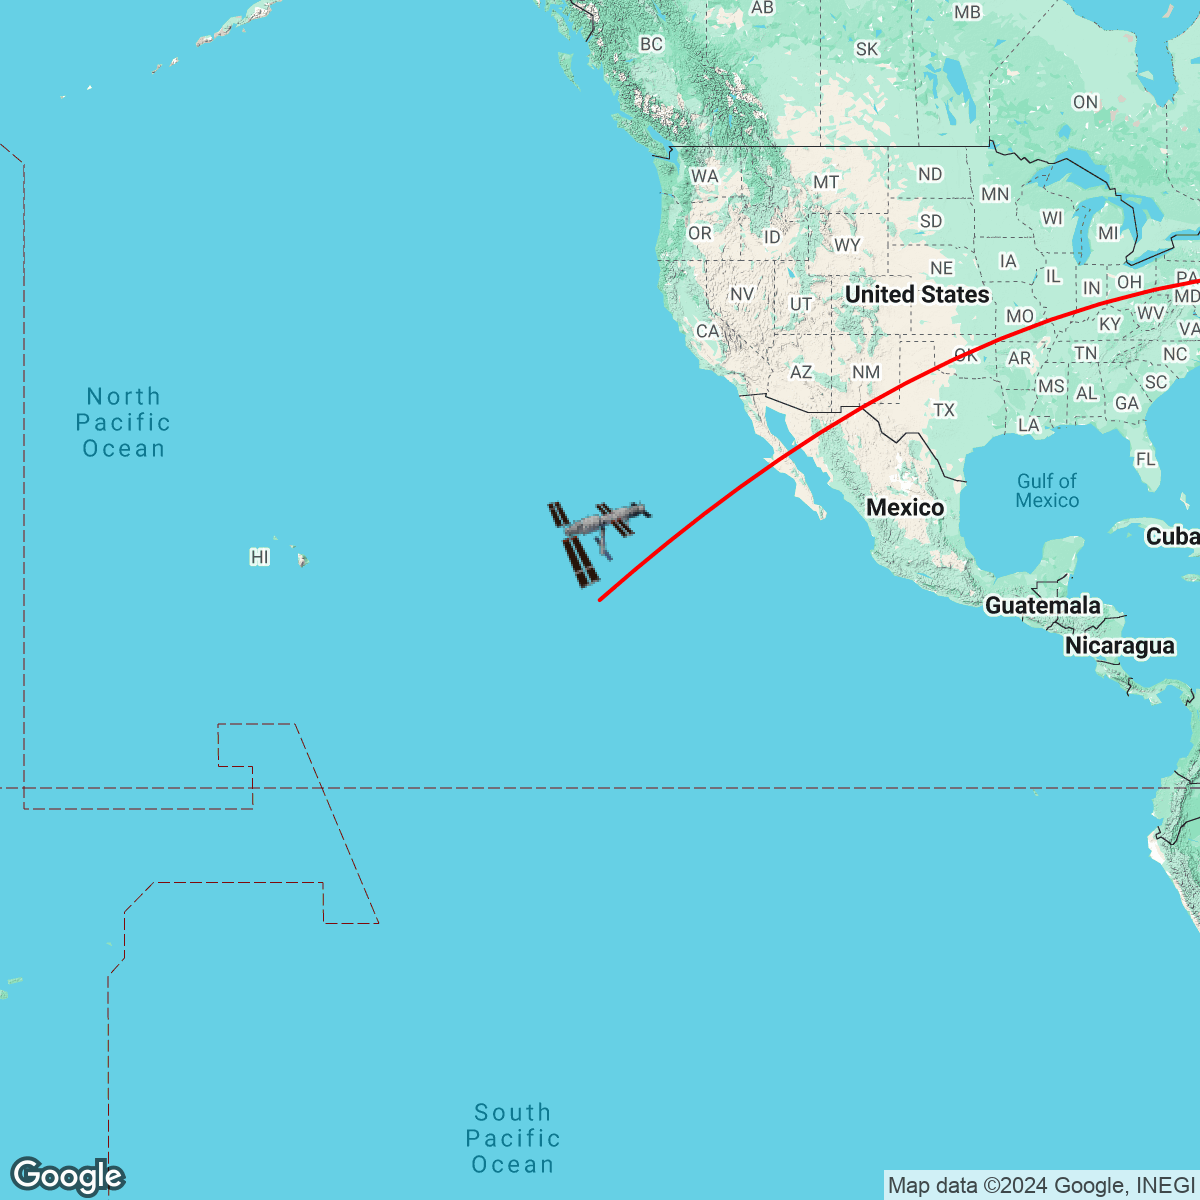 AB
MB
BC
SK
ON
WA
MT
ND
MN
OR
ID
WY
SD
WI
MI
NV
UT
NE
IA
IL
IN
OH
PA
United States
MD
CA
MO
KY
WV
VA
AZ
NM
OK
AR
TN
NC
TX
MS
AL
SC
LA
GA
FL
North
Pacific
Ocean
Gulf of
Mexico
Mexico
Cuba
HI
Guatemala
Nicaragua
South
Pacific
Ocean
Google
Map data ©2024 Google, INEGI